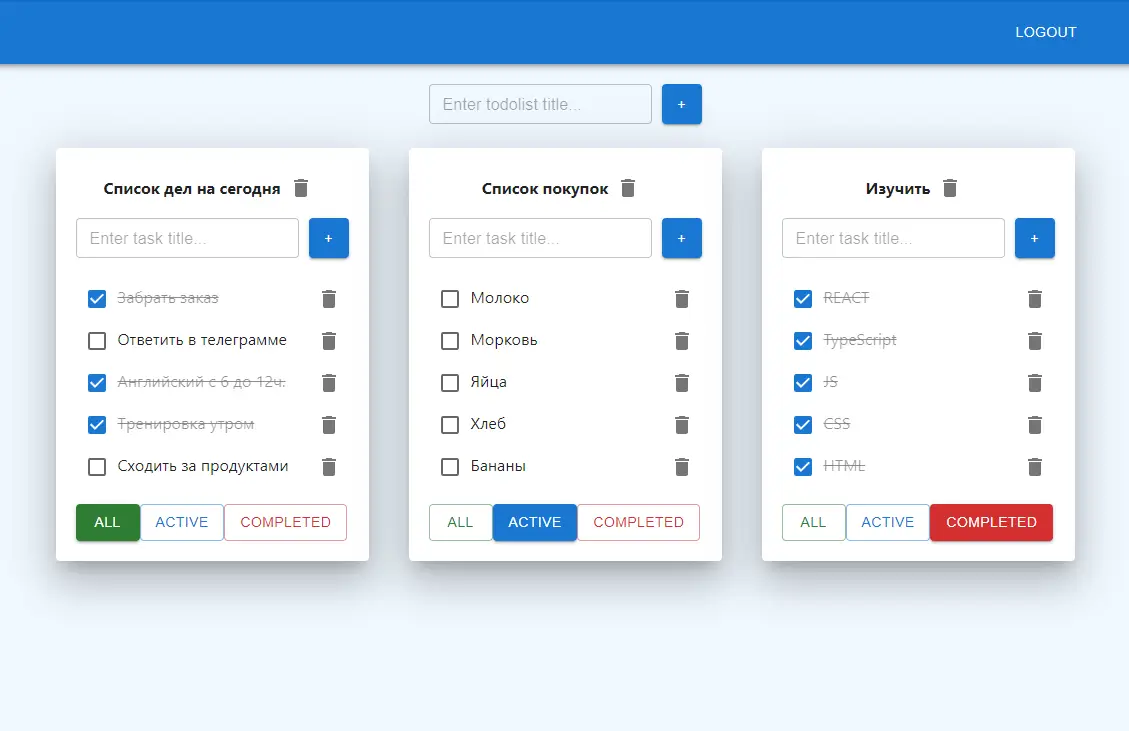 LOGOUT
Enter todolist title... +
Список дел на сегодня
Enter task title... +
Забрать заказ
Ответить в телеграмме
Английский с 6 до 12ч.
Тренировка утром
Сходить за продуктами
ALL ACTIVE COMPLETED
Список покупок
Enter task title... +
Молоко
Морковь
Яйца
Хлеб
Бананы
ALL ACTIVE COMPLETED
Изучить
Enter task title... +
REACT
TypeScript
JS
CSS
HTML
ALL ACTIVE COMPLETED